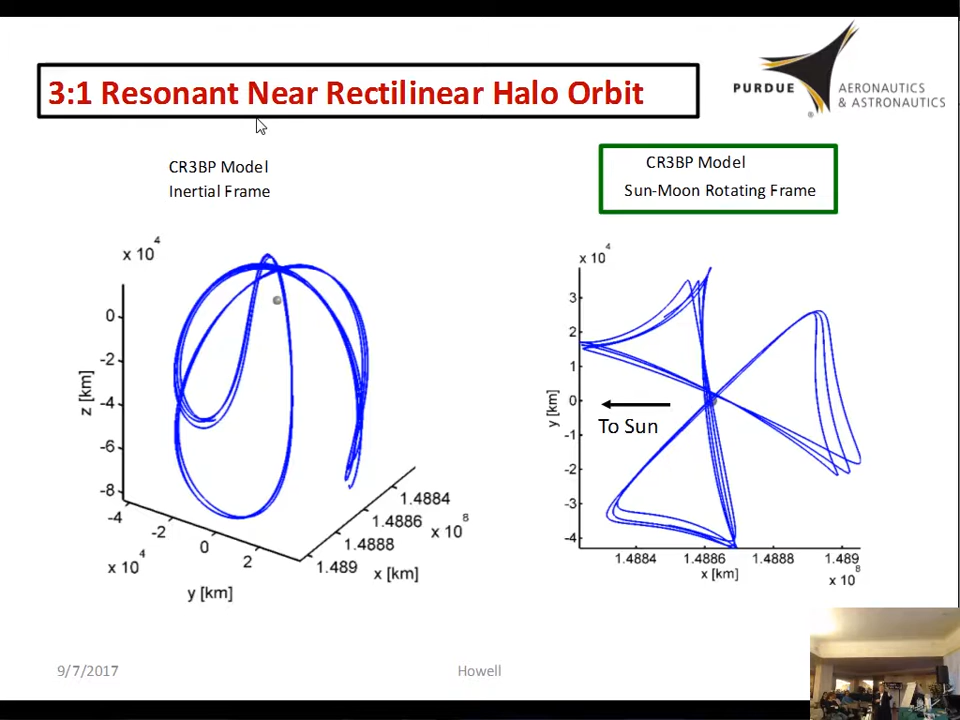 3:1 Resonant Near Rectilinear Halo Orbit
PURDUE
®
AERONAUTICS
& ASTRONAUTICS
CR3BP Model
Inertial Frame
CR3BP Model
Sun-Moon Rotating Frame
x 10^4
0
-2
-4
-6
-8
z [km]
-4
-2
0
2
x 10^4
y [km]
1.4884
1.4886
1.4888
1.489
x 10^8
x [km]
x 10^4
3
2
1
0
-1
-2
-3
-4
y [km]
To Sun
1.4884
1.4886
1.4888
1.489
x [km]
x 10^8
9/7/2017
Howell